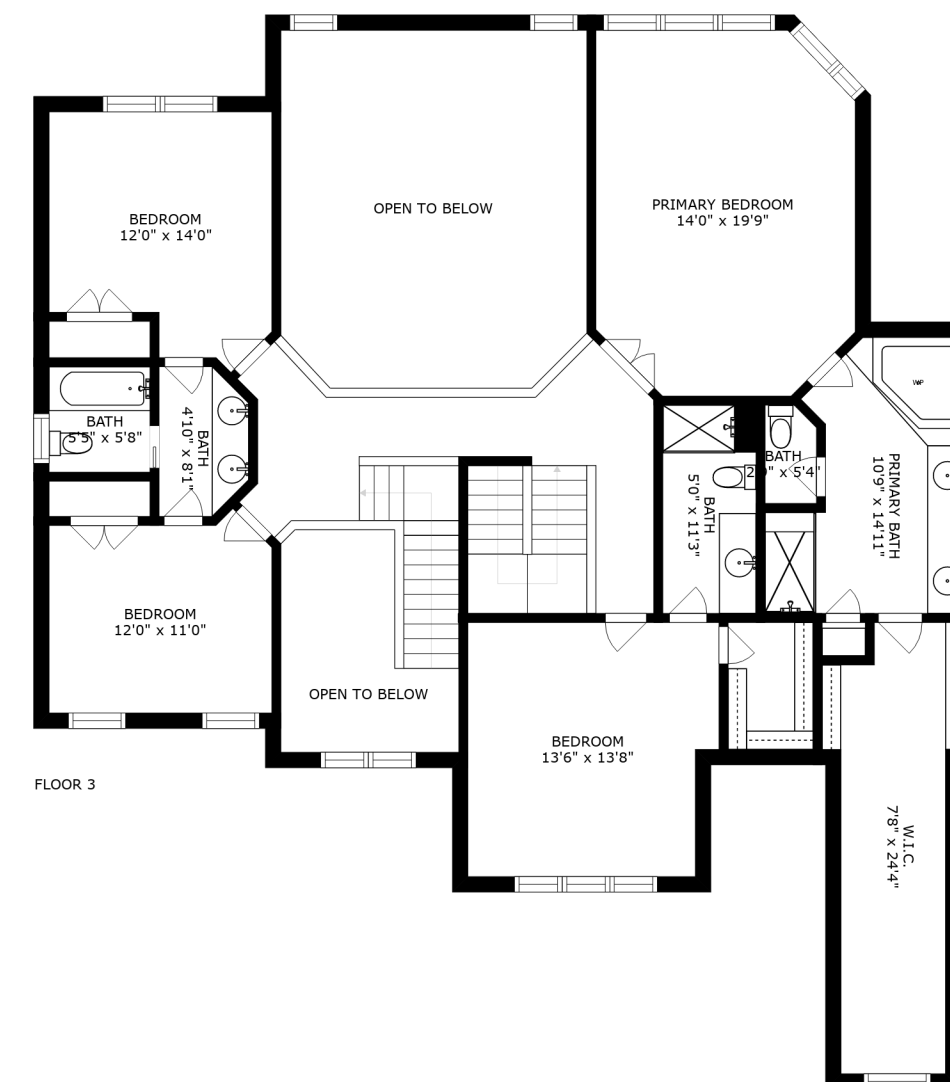 OPEN TO BELOW
PRIMARY BEDROOM
14'0" x 19'9"
BEDROOM
12'0" x 14'0"
WP
BATH
5'5" x 5'8"
BATH
4'10" x 8'1"
BATH
5'4"
BATH
5'0" x 11'3"
PRIMARY BATH
10'9" x 14'11"
BEDROOM
12'0" x 11'0"
OPEN TO BELOW
BEDROOM
13'6" x 13'8"
FLOOR 3
W.I.C.
7'8" x 24'4"